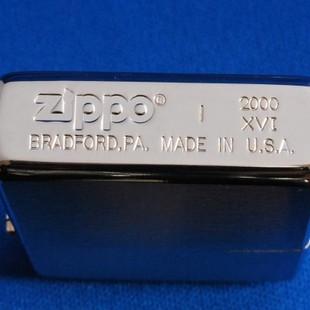 Zippo® I 2000
XVI
BRADFORD,PA. MADE IN U.S.A.